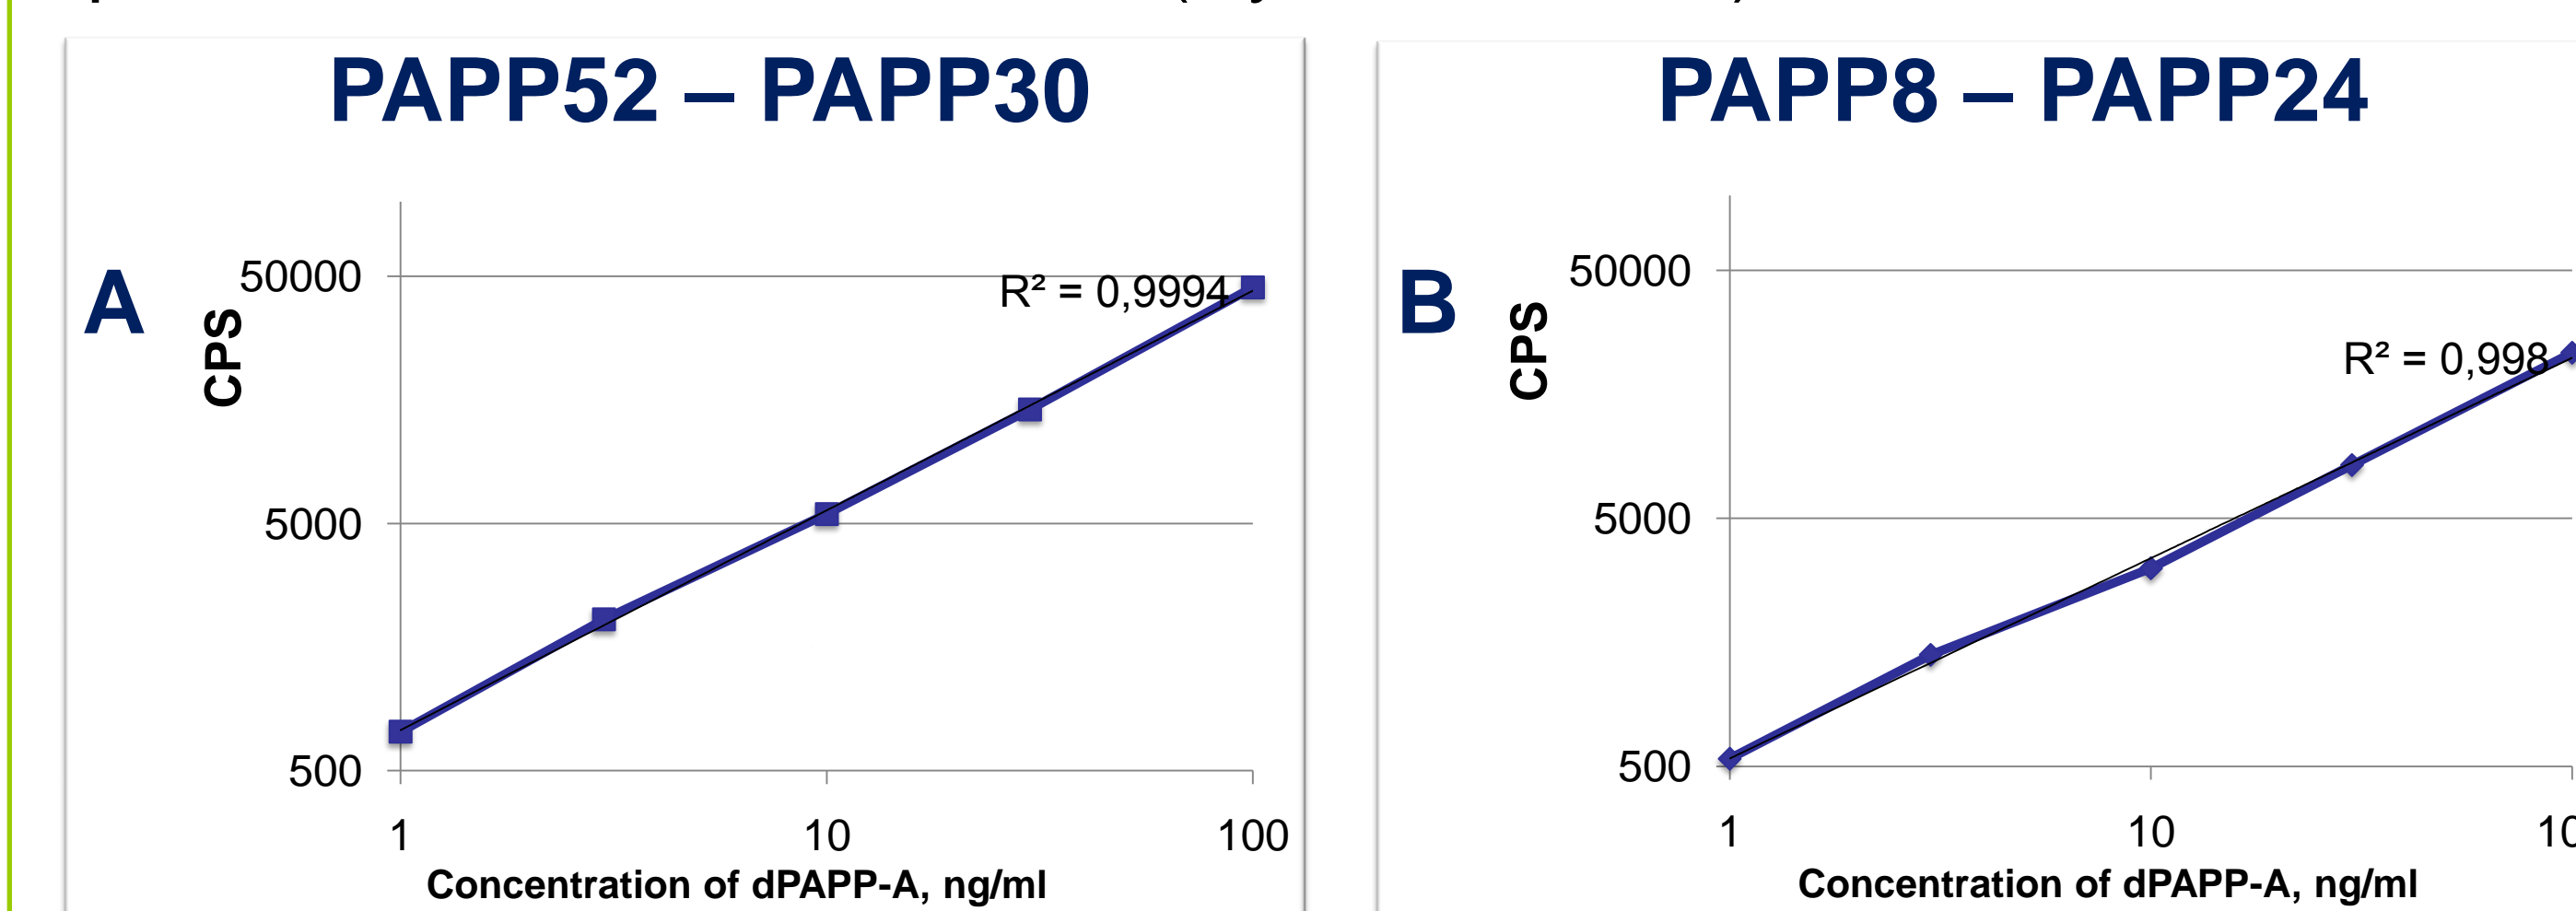 PAPP52 – PAPP30
A
CPS
50000
5000
500
R² = 0,9994
1 10 100
Concentration of dPAPP-A, ng/ml
PAPP8 – PAPP24
B
CPS
50000
5000
500
R² = 0,998
1 10
Concentration of dPAPP-A, ng/ml